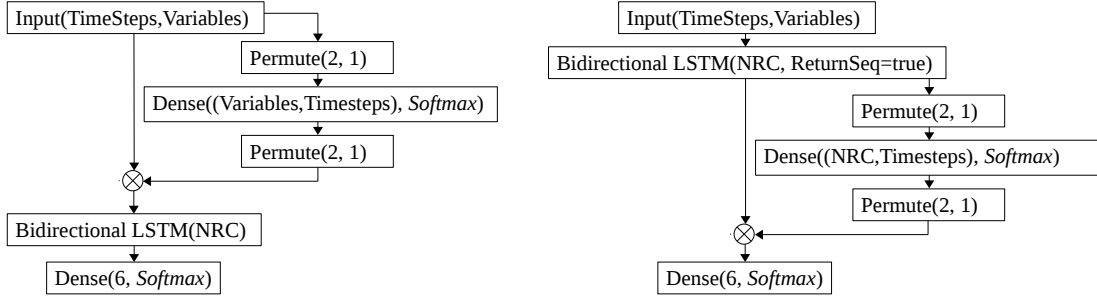 Input(TimeSteps,Variables)
Permute(2, 1)
Dense((Variables,Timesteps), Softmax)
Permute(2, 1)
Bidirectional LSTM(NRC)
Dense(6, Softmax)
Input(TimeSteps,Variables)
Bidirectional LSTM(NRC, ReturnSeq=true)
Permute(2, 1)
Dense((NRC,Timesteps), Softmax)
Permute(2, 1)
Dense(6, Softmax)